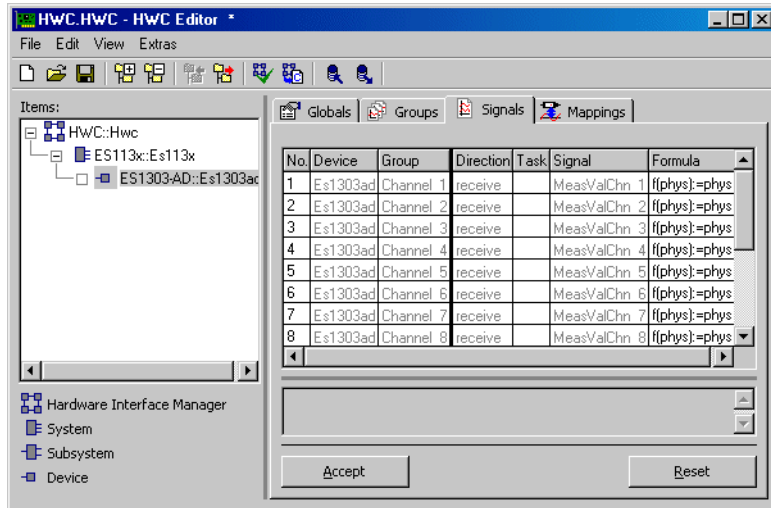 HWC.HWC - HWC Editor *
File Edit View Extras
Items:
HWC::Hwc
ES113x::Es113x
ES1303-AD::Es1303ad
Globals Groups Signals Mappings
No. Device Group Direction Task Signal Formula
1 Es1303ad Channel 1 receive MeasValChn 1 f(phys):=phys
2 Es1303ad Channel 2 receive MeasValChn 2 f(phys):=phys
3 Es1303ad Channel 3 receive MeasValChn 3 f(phys):=phys
4 Es1303ad Channel 4 receive MeasValChn 4 f(phys):=phys
5 Es1303ad Channel 5 receive MeasValChn 5 f(phys):=phys
6 Es1303ad Channel 6 receive MeasValChn 6 f(phys):=phys
7 Es1303ad Channel 7 receive MeasValChn 7 f(phys):=phys
8 Es1303ad Channel 8 receive MeasValChn 8 f(phys):=phys
Hardware Interface Manager
System
Subsystem
Device
Accept Reset